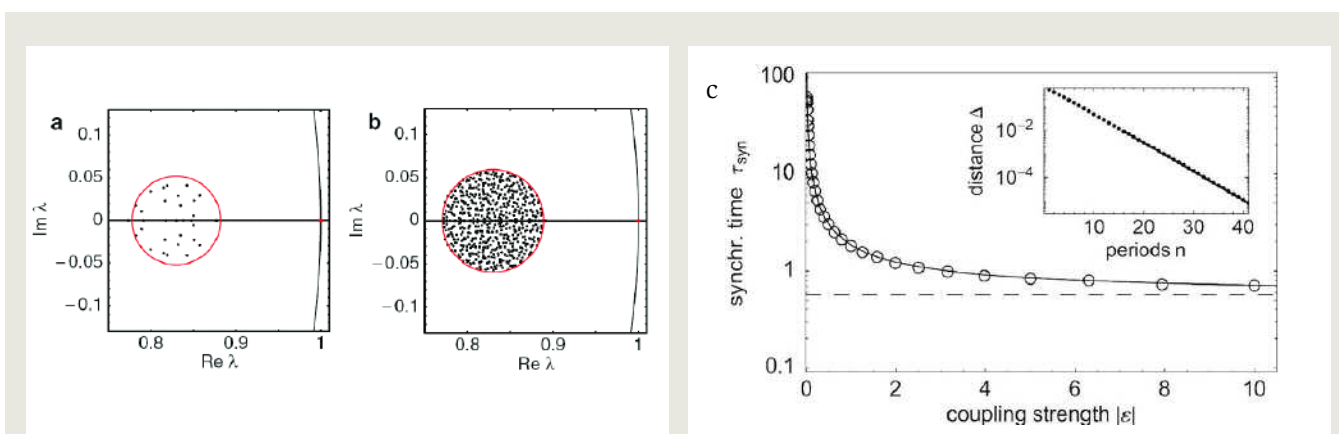 a
0.1
0.05
0
−0.05
−0.1
Im λ
0.8
0.9
1
Re λ
b
0.1
0.05
0
−0.05
−0.1
Im λ
0.8
0.9
1
Re λ
c
100
10
1
0.1
synchr. time τsyn
0
2
4
6
8
10
coupling strength |ε|
distance Δ
10−2
10−4
10
20
30
40
periods n